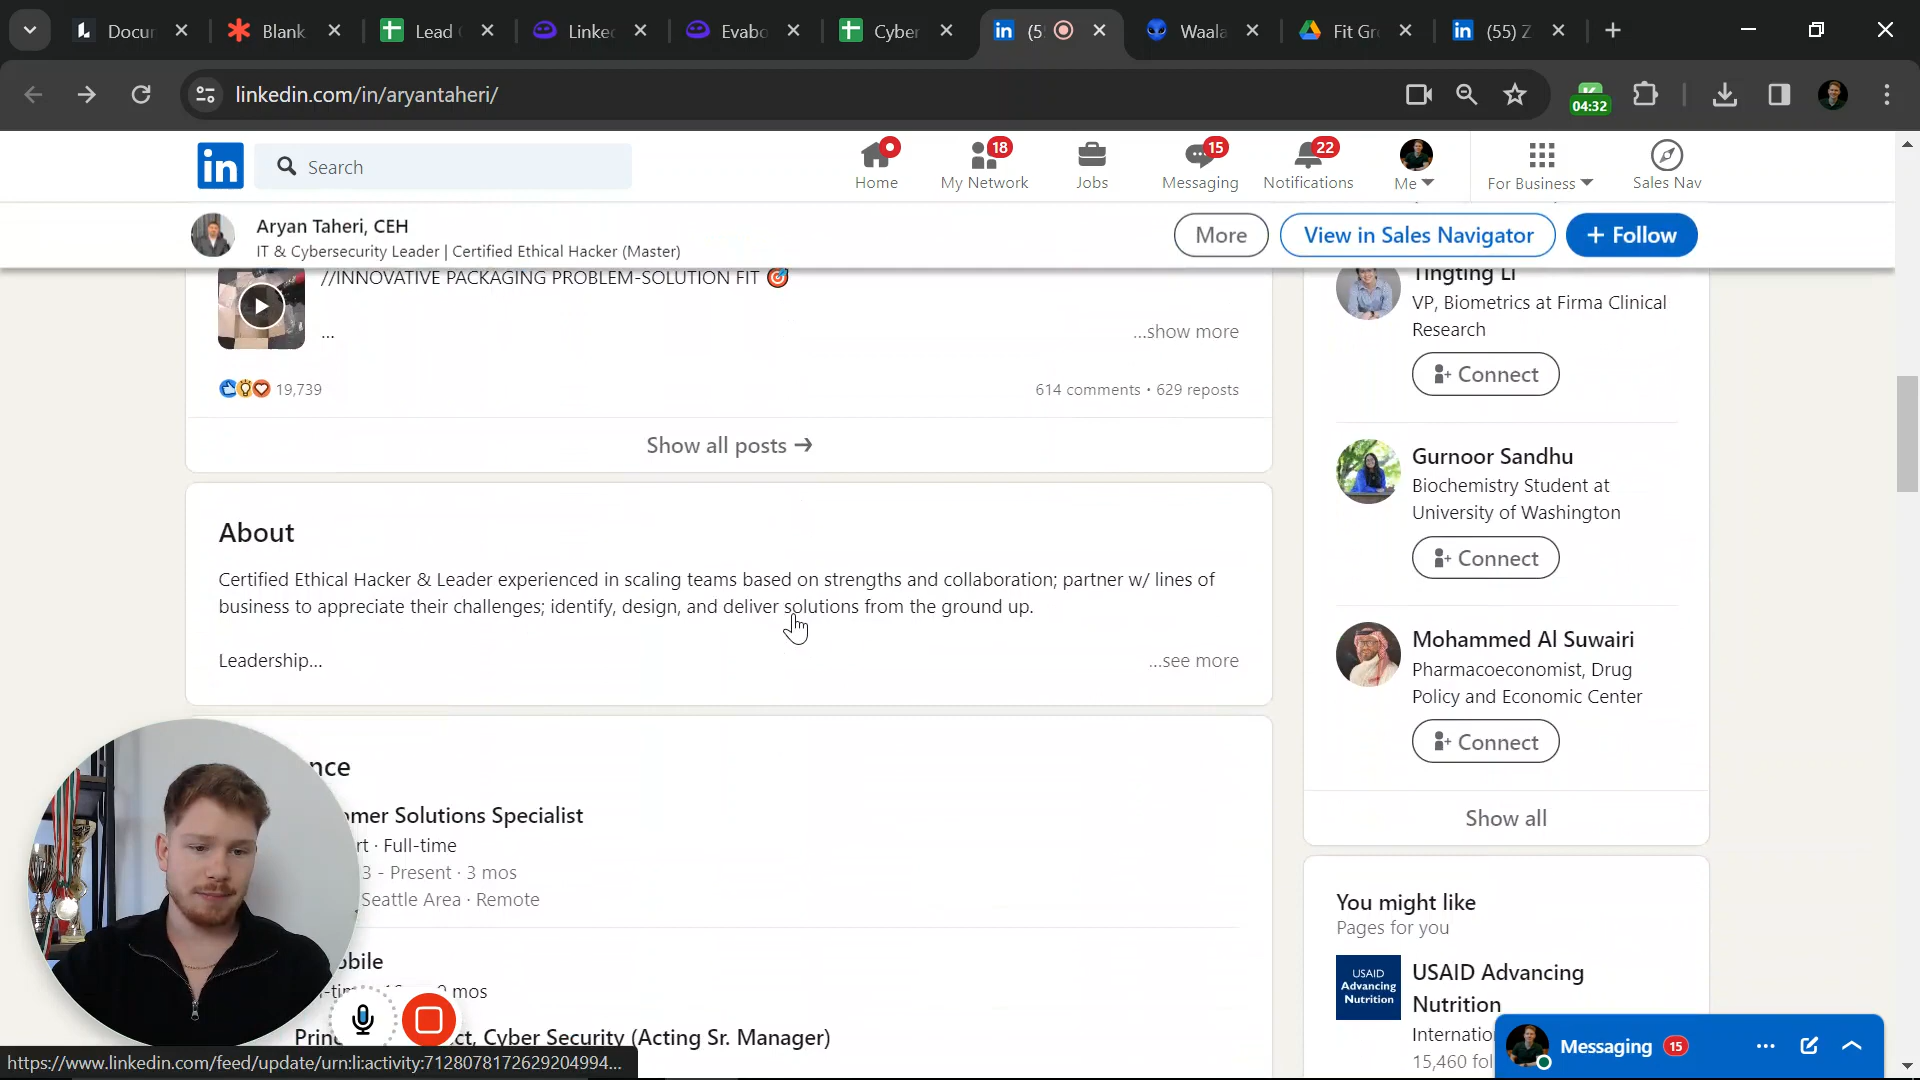 Docu
Blank
Lead
Linke
Evabo
Cyber
(5
Waala
Fit Gr
(55) Z
linkedin.com/in/aryantaheri/
04:32
in
Search
Home
18
My Network
Jobs
15
Messaging
22
Notifications
Me
For Business
Sales Nav
Aryan Taheri, CEH
IT & Cybersecurity Leader | Certified Ethical Hacker (Master)
More
View in Sales Navigator
+ Follow
//INNOVATIVE PACKAGING PROBLEM-SOLUTION FIT 🎯
...
...show more
19,739
614 comments • 629 reposts
Show all posts →
About
Certified Ethical Hacker & Leader experienced in scaling teams based on strengths and collaboration; partner w/ lines of
business to appreciate their challenges; identify, design, and deliver solutions from the ground up.
Leadership...
...see more
nce
omer Solutions Specialist
rt · Full-time
3 - Present · 3 mos
Seattle Area · Remote
obile
mos
Prin
ct, Cyber Security (Acting Sr. Manager)
Tingting Li
VP, Biometrics at Firma Clinical
Research
Connect
Gurnoor Sandhu
Biochemistry Student at
University of Washington
Connect
Mohammed Al Suwairi
Pharmacoeconomist, Drug
Policy and Economic Center
Connect
Show all
You might like
Pages for you
USAID
Advancing
Nutrition
USAID Advancing
Nutrition
Internatio
15,460 fol
Messaging 15
https://www.linkedin.com/feed/update/urn:li:activity:7128078172629204994...